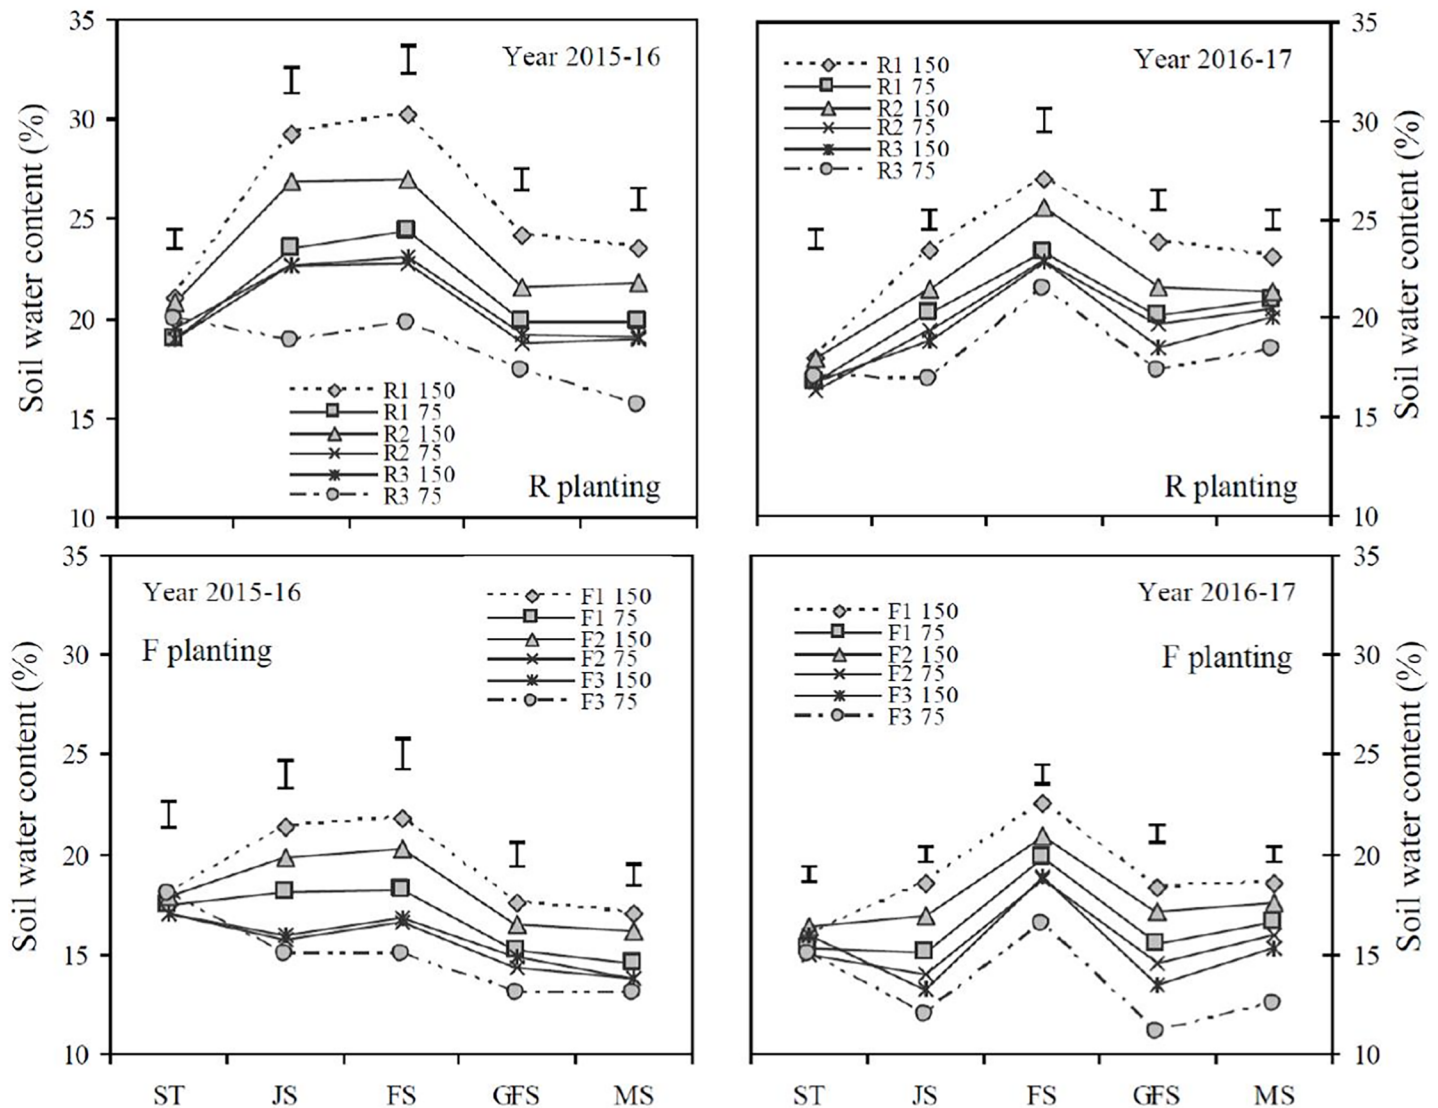 Soil water content (%)
35
30
25
20
15
10
Year 2015-16
R1 150
R1 75
R2 150
R2 75
R3 150
R3 75
R planting
Year 2016-17
R1 150
R1 75
R2 150
R2 75
R3 150
R3 75
R planting
35
30
25
20
15
10
Soil water content (%)
Soil water content (%)
35
30
25
20
15
10
Year 2015-16
F planting
F1 150
F1 75
F2 150
F2 75
F3 150
F3 75
ST JS FS GFS MS
Year 2016-17
F planting
F1 150
F1 75
F2 150
F2 75
F3 150
F3 75
35
30
25
20
15
10
Soil water content (%)
ST JS FS GFS MS